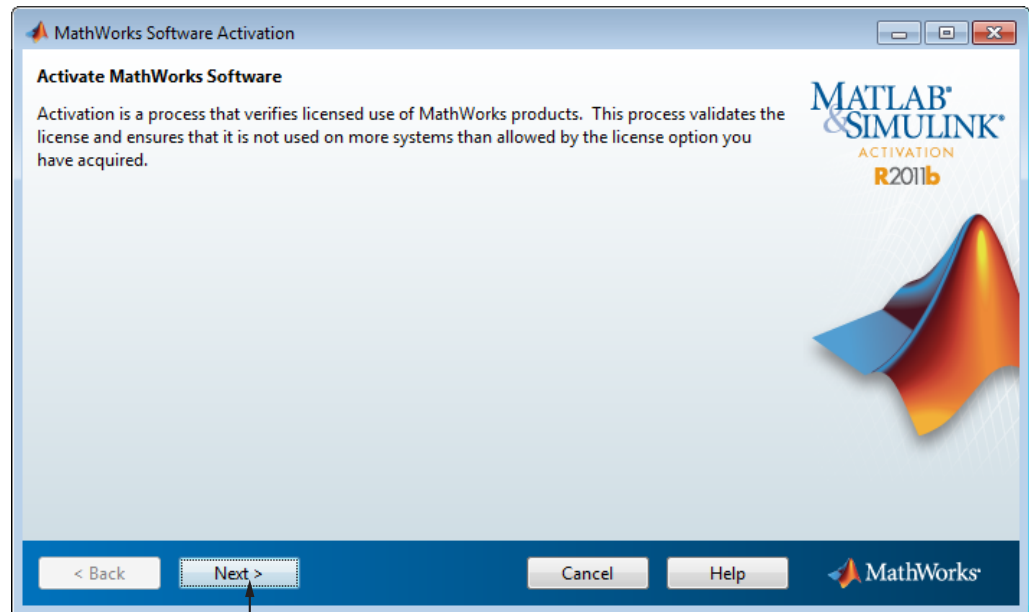 MathWorks Software Activation
Activate MathWorks Software
Activation is a process that verifies licensed use of MathWorks products.  This process validates the
license and ensures that it is not used on more systems than allowed by the license option you
have acquired.
MATLAB®
&SIMULINK®
ACTIVATION
R2011b
< Back
Next >
Cancel
Help
MathWorks®